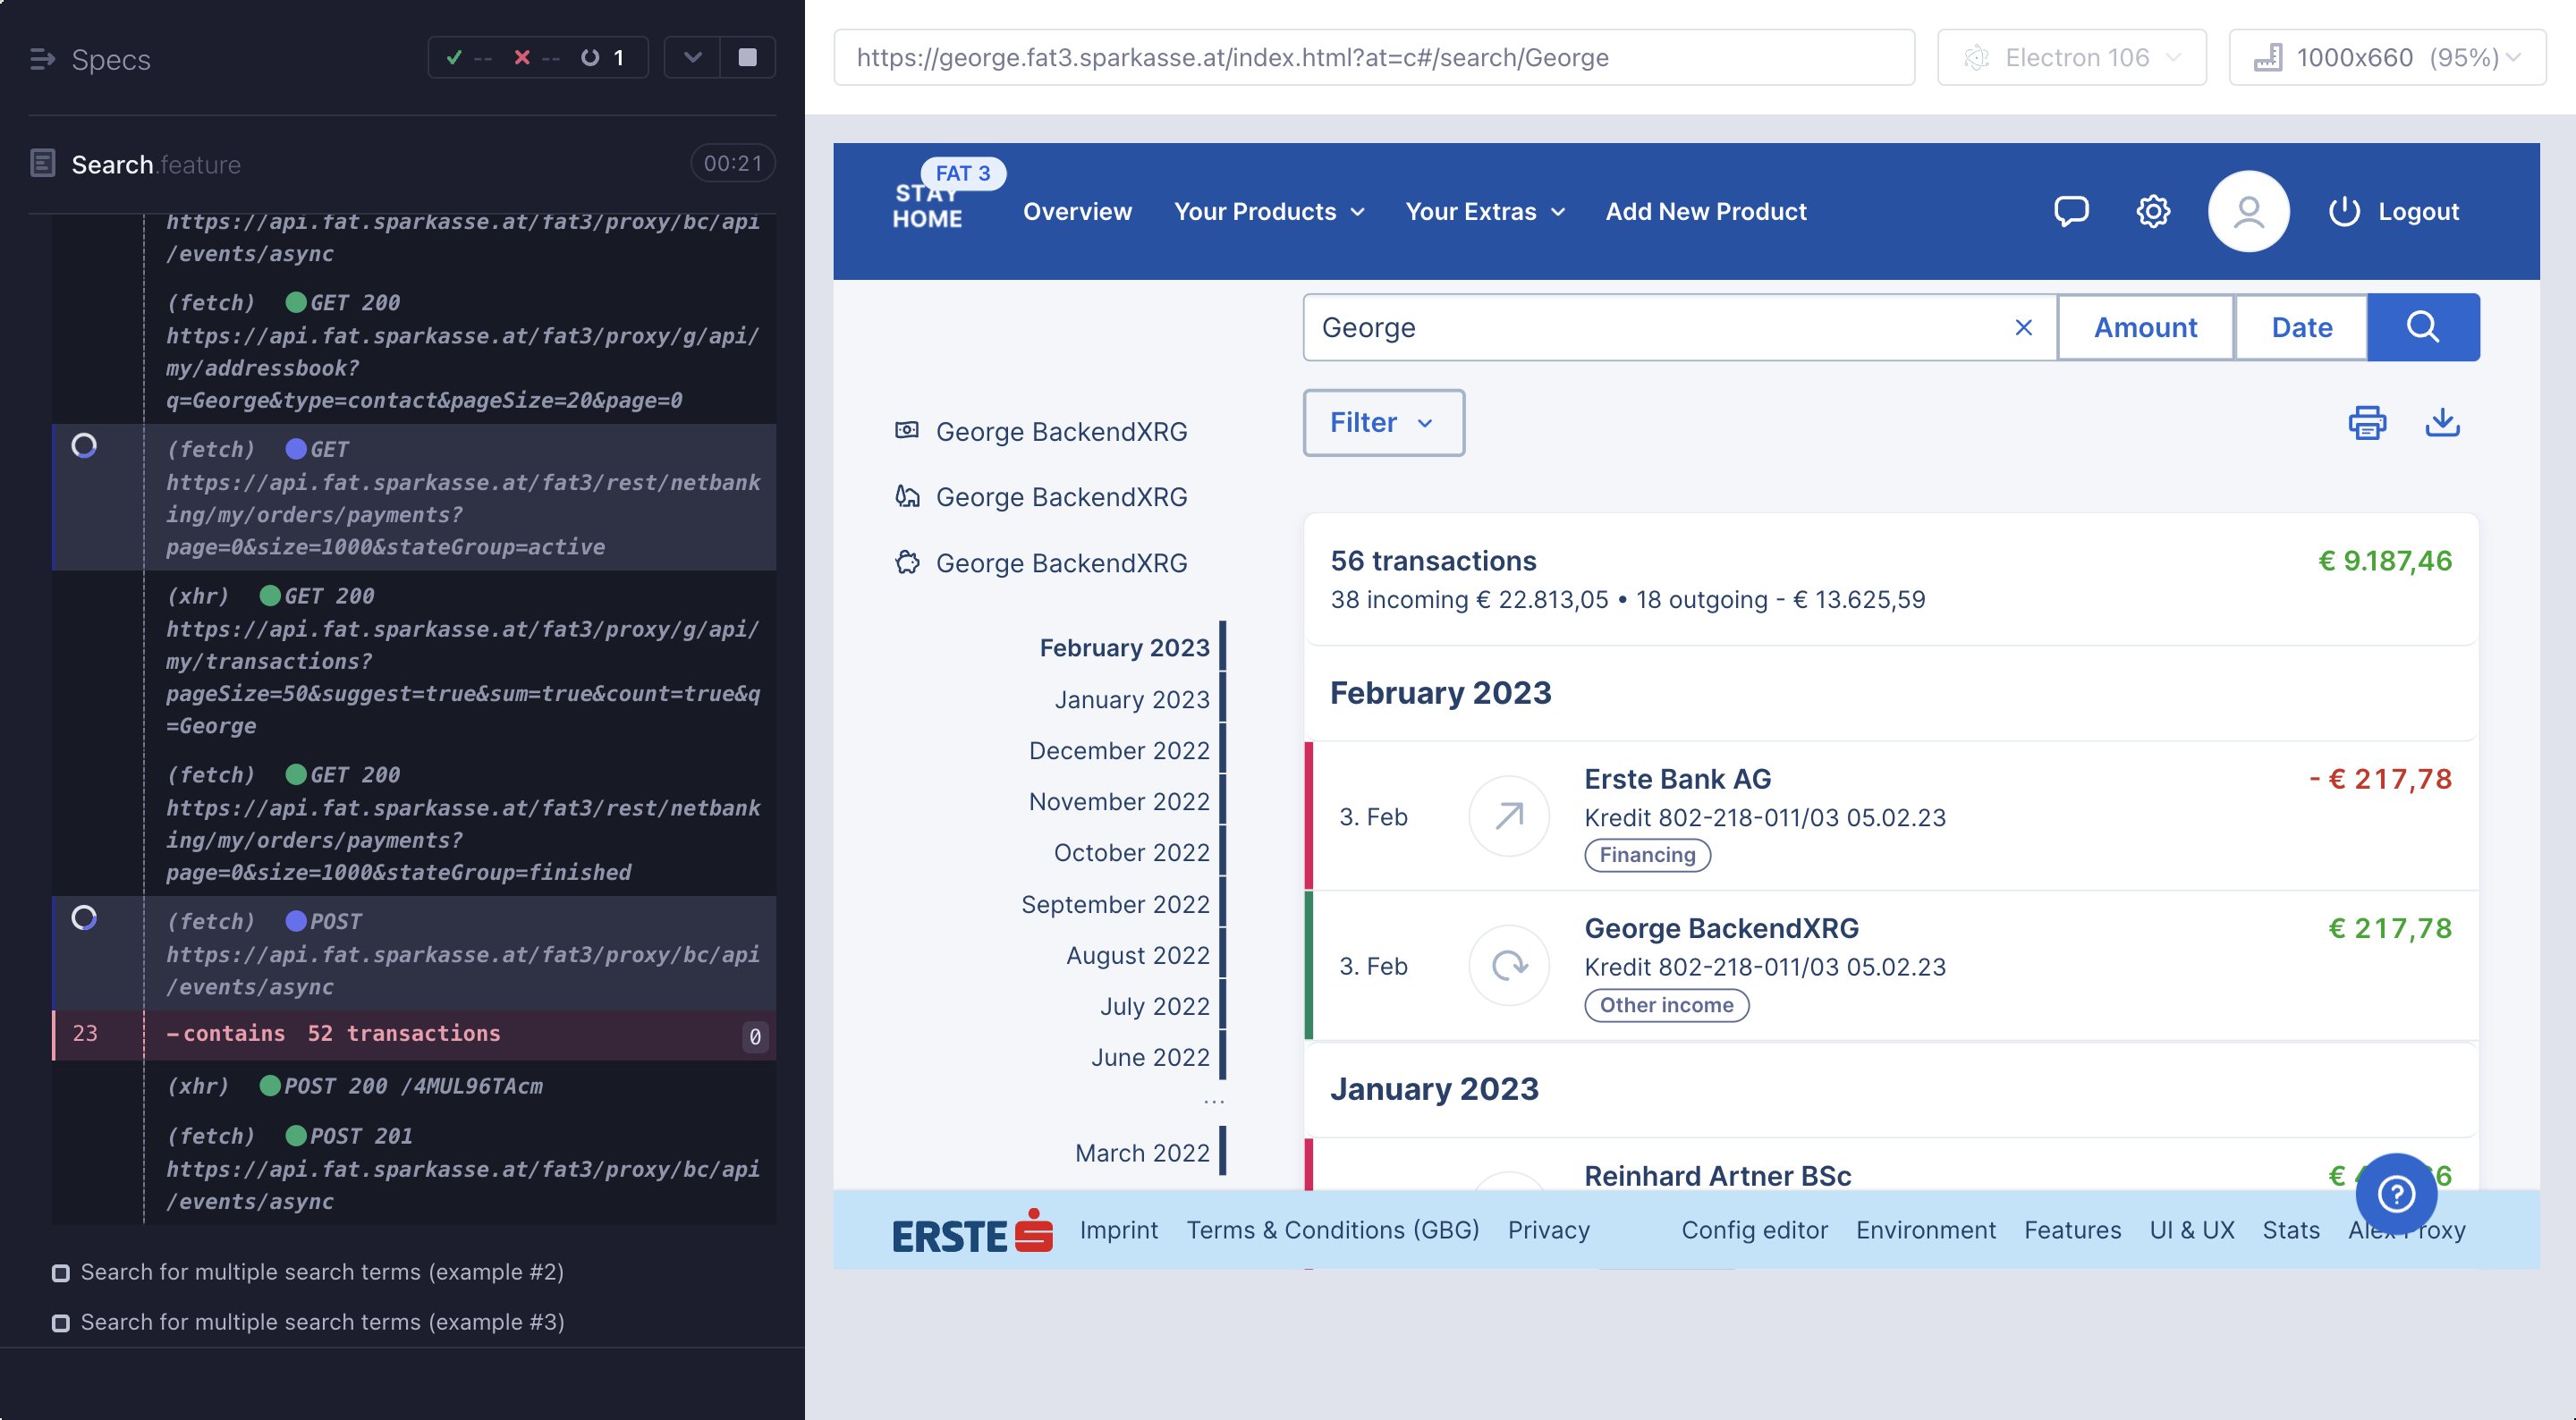 Specs
-- -- 1
Search.feature
00:21
https://api.fat.sparkasse.at/fat3/proxy/bc/api
/events/async
(fetch) GET 200
https://api.fat.sparkasse.at/fat3/proxy/g/api/
my/addressbook?
q=George&type=contact&pageSize=20&page=0
(fetch) GET
https://api.fat.sparkasse.at/fat3/rest/netbank
ing/my/orders/payments?
page=0&size=1000&stateGroup=active
(xhr) GET 200
https://api.fat.sparkasse.at/fat3/proxy/g/api/
my/transactions?
pageSize=50&suggest=true&sum=true&count=true&q
=George
(fetch) GET 200
https://api.fat.sparkasse.at/fat3/rest/netbank
ing/my/orders/payments?
page=0&size=1000&stateGroup=finished
(fetch) POST
https://api.fat.sparkasse.at/fat3/proxy/bc/api
/events/async
23 -contains 52 transactions 0
(xhr) POST 200 /4MUL96TAcm
(fetch) POST 201
https://api.fat.sparkasse.at/fat3/proxy/bc/api
/events/async
Search for multiple search terms (example #2)
Search for multiple search terms (example #3)
https://george.fat3.sparkasse.at/index.html?at=c#/search/George
Electron 106
1000x660 (95%)
FAT 3
STAY
HOME
Overview Your Products Your Extras Add New Product Logout
George Amount Date
Filter
George BackendXRG
George BackendXRG
George BackendXRG
February 2023
January 2023
December 2022
November 2022
October 2022
September 2022
August 2022
July 2022
June 2022
...
March 2022
56 transactions € 9.187,46
38 incoming € 22.813,05 • 18 outgoing - € 13.625,59
February 2023
Erste Bank AG - € 217,78
3. Feb Kredit 802-218-011/03 05.02.23
Financing
George BackendXRG € 217,78
3. Feb Kredit 802-218-011/03 05.02.23
Other income
January 2023
Reinhard Artner BSc
ERSTE Imprint Terms & Conditions (GBG) Privacy Config editor Environment Features UI & UX Stats